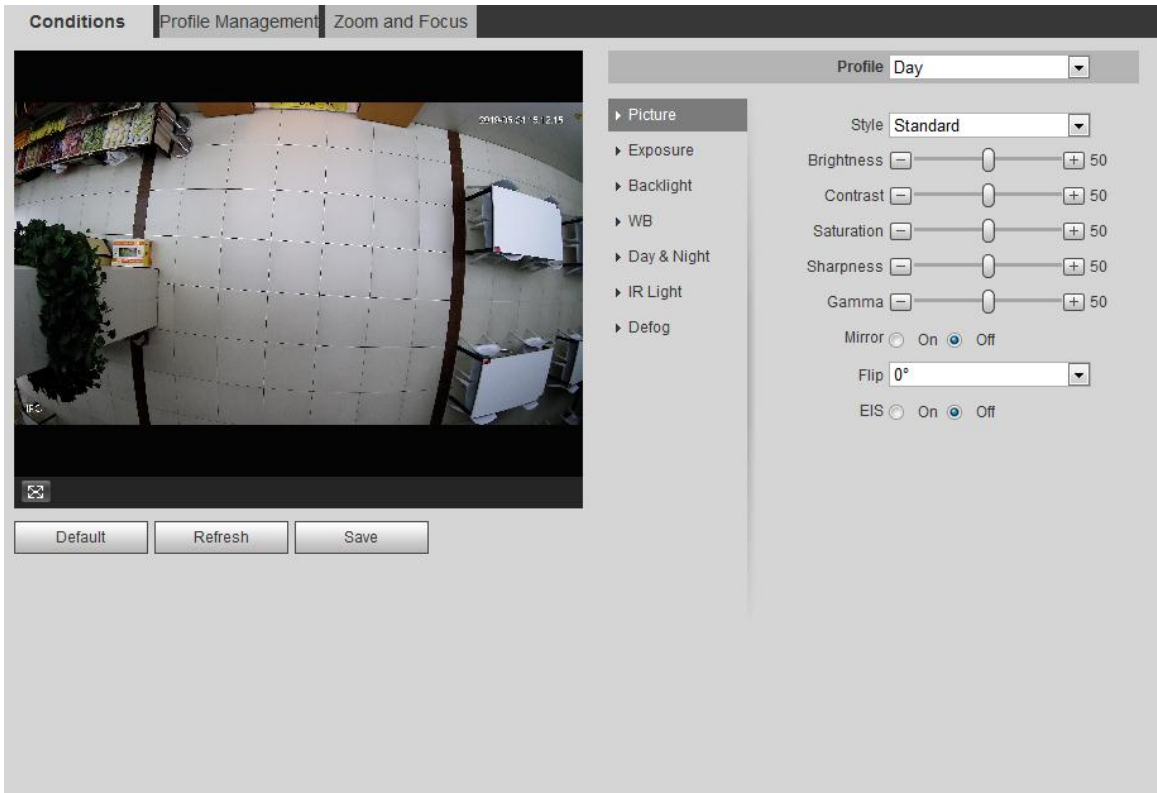 Conditions
Profile Management
Zoom and Focus
Profile Day
Picture
Exposure
Backlight
WB
Day & Night
IR Light
Defog
Style Standard
Brightness 50
Contrast 50
Saturation 50
Sharpness 50
Gamma 50
Mirror On Off
Flip 0°
EIS On Off
Default
Refresh
Save